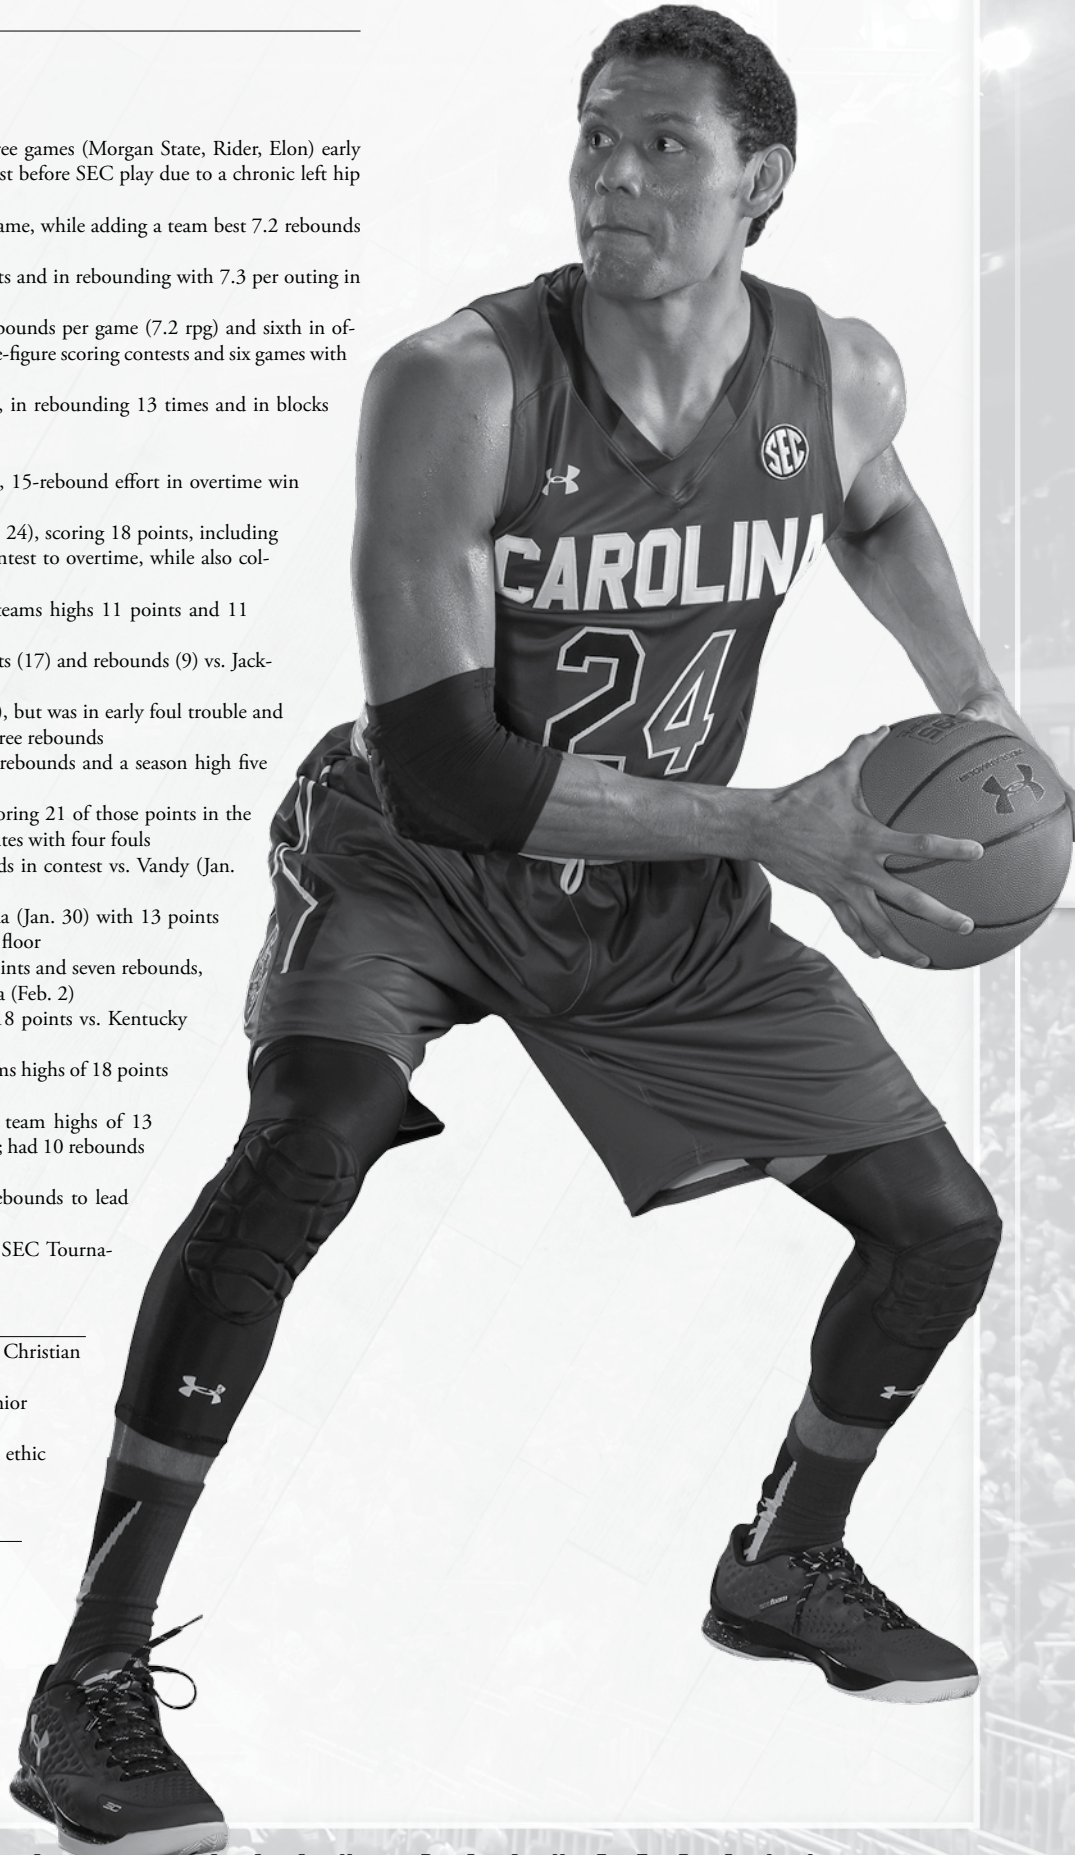 ree games (Morgan State, Rider, Elon) early
st before SEC play due to a chronic left hip
ame, while adding a team best 7.2 rebounds
ts and in rebounding with 7.3 per outing in
bounds per game (7.2 rpg) and sixth in of-
e-figure scoring contests and six games with
, in rebounding 13 times and in blocks
, 15-rebound effort in overtime win
24), scoring 18 points, including
ntest to overtime, while also col-
teams highs 11 points and 11
ts (17) and rebounds (9) vs. Jack-
), but was in early foul trouble and
ree rebounds
rebounds and a season high five
oring 21 of those points in the
tes with four fouls
ds in contest vs. Vandy (Jan.
a (Jan. 30) with 13 points
floor
ints and seven rebounds,
a (Feb. 2)
18 points vs. Kentucky
ms highs of 18 points
team highs of 13
; had 10 rebounds
ebounds to lead
SEC Tourna-
Christian
nior
ethic
SEC
CAROLINA
24
UNDER ARMOUR
SC